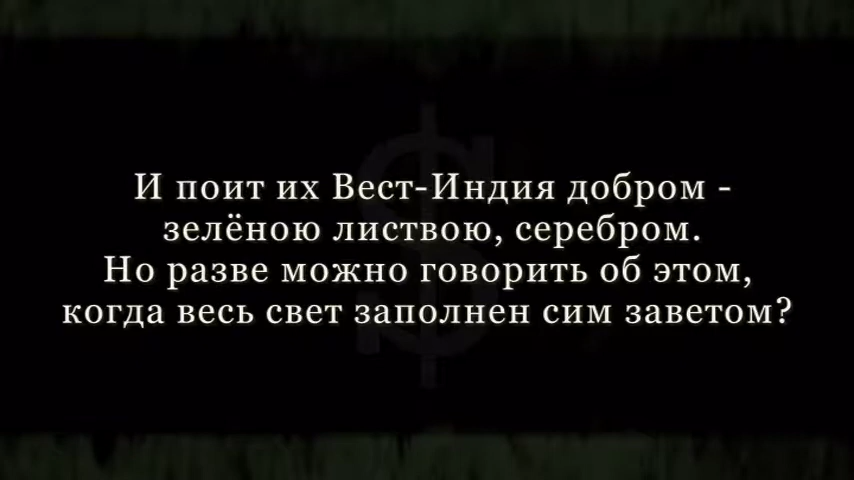 И поит их Вест-Индия добром -
зелёною листвою, серебром.
Но разве можно говорить об этом,
когда весь свет заполнен сим заветом?